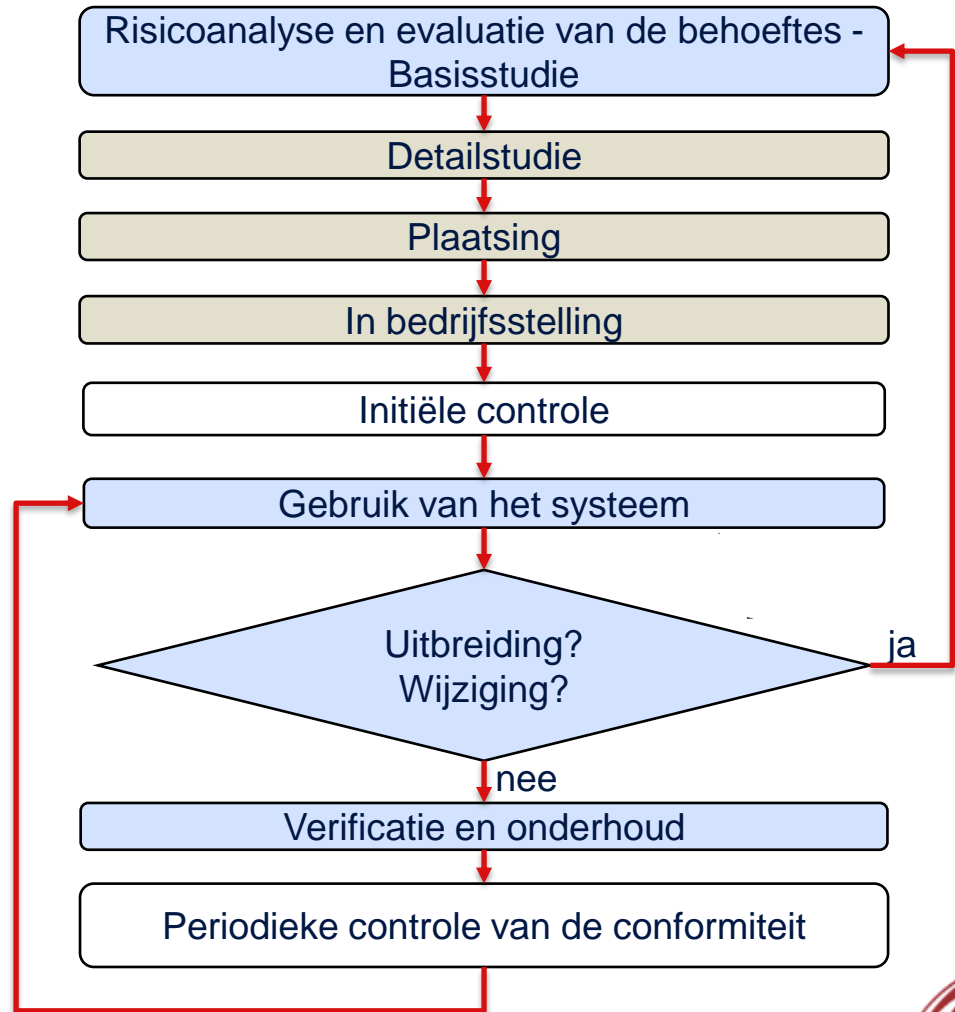 Risicoanalyse en evaluatie van de behoeftes -
Basisstudie
Detailstudie
Plaatsing
In bedrijfsstelling
Initiële controle
Gebruik van het systeem
Uitbreiding?
Wijziging?
ja
nee
Verificatie en onderhoud
Periodieke controle van de conformiteit